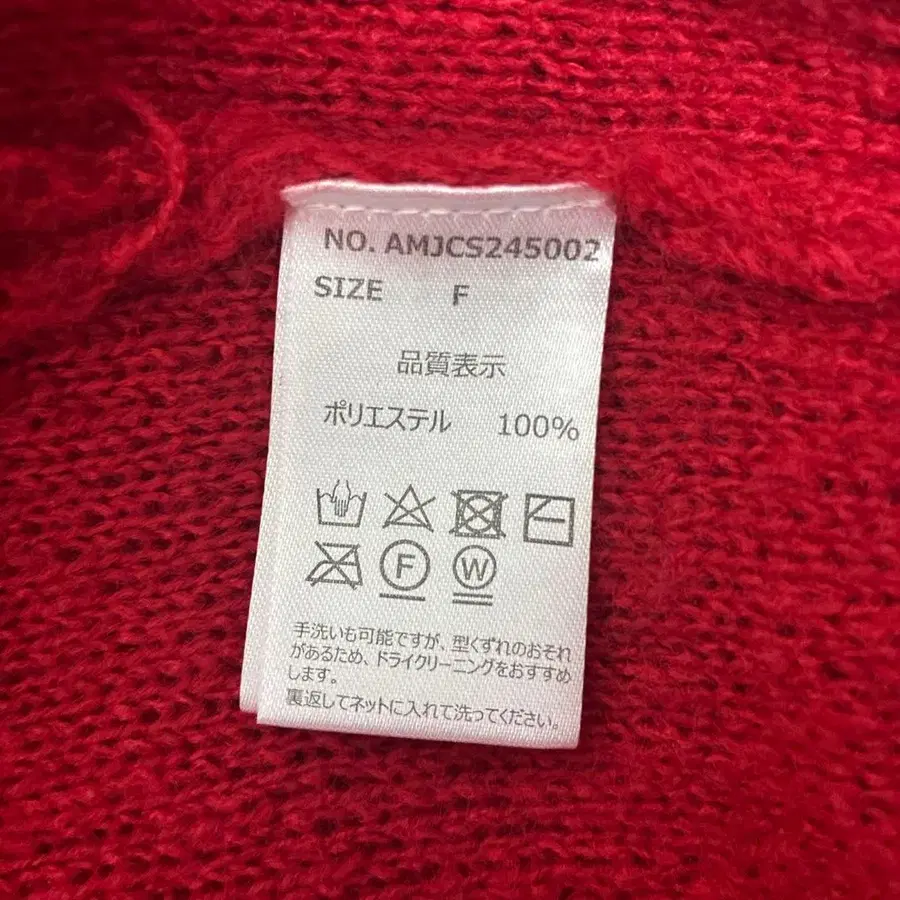 NO. AMJCS245002
SIZE F
品質表示
ポリエステル 100%
F W
手洗いも可能ですが、型くずれのおそれ
があるため、ドライクリーニングをおすすめ
します。
裏返してネットに入れて洗ってください。